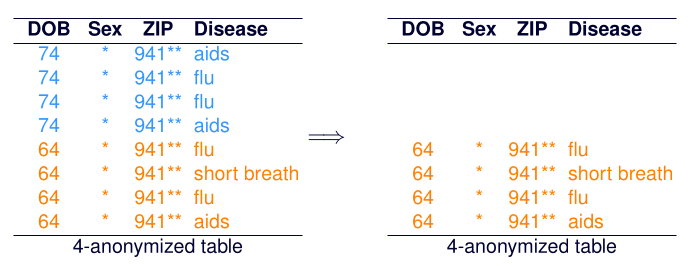 DOB Sex ZIP Disease
74 * 941** aids
74 * 941** flu
74 * 941** flu
74 * 941** aids
64 * 941** flu
64 * 941** short breath
64 * 941** flu
64 * 941** aids
4-anonymized table
⟹
DOB Sex ZIP Disease
64 * 941** flu
64 * 941** short breath
64 * 941** flu
64 * 941** aids
4-anonymized table